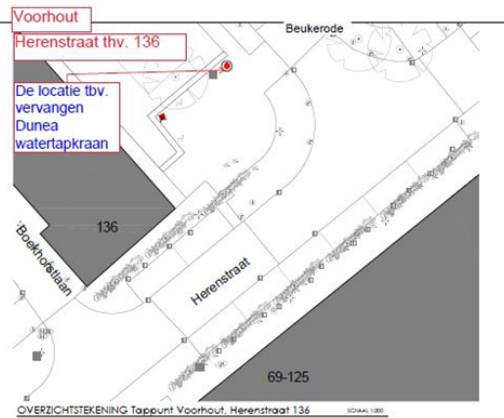 Voorhout
Herenstraat thv. 136
Beukerode
De locatie tbv.
vervangen
Dunea
watertapkraan
136
Boekhorstlaan
Herenstraat
69-125
OVERZICHTSTEKENING Tappunt Voorhout, Herenstraat 136
SCHAAL 1:200